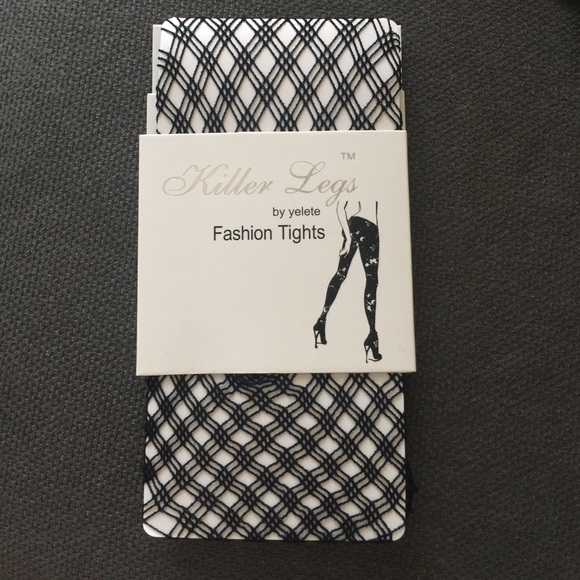 Killer Legs™
by yelete
Fashion Tights